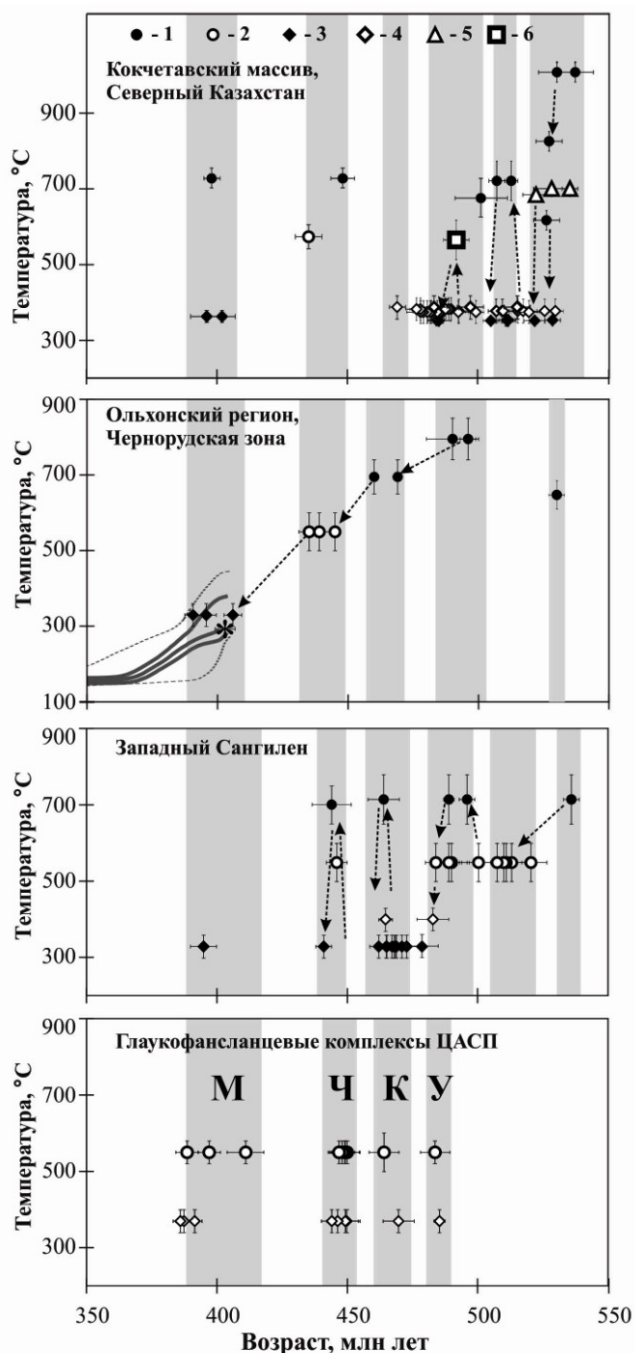 - 1 - 2 - 3 - 4 - 5 - 6
Кокчетавский массив,
Северный Казахстан
Температура, °C
900
700
500
300
Ольхонский регион,
Чернорудская зона
Температура, °C
900
700
500
300
100
Западный Сангилен
Температура, °C
900
700
500
300
Глаукофансланцевые комплексы ЦАСП
М Ч К У
Температура, °C
900
700
500
300
350 400 450 500 550
Возраст, млн лет